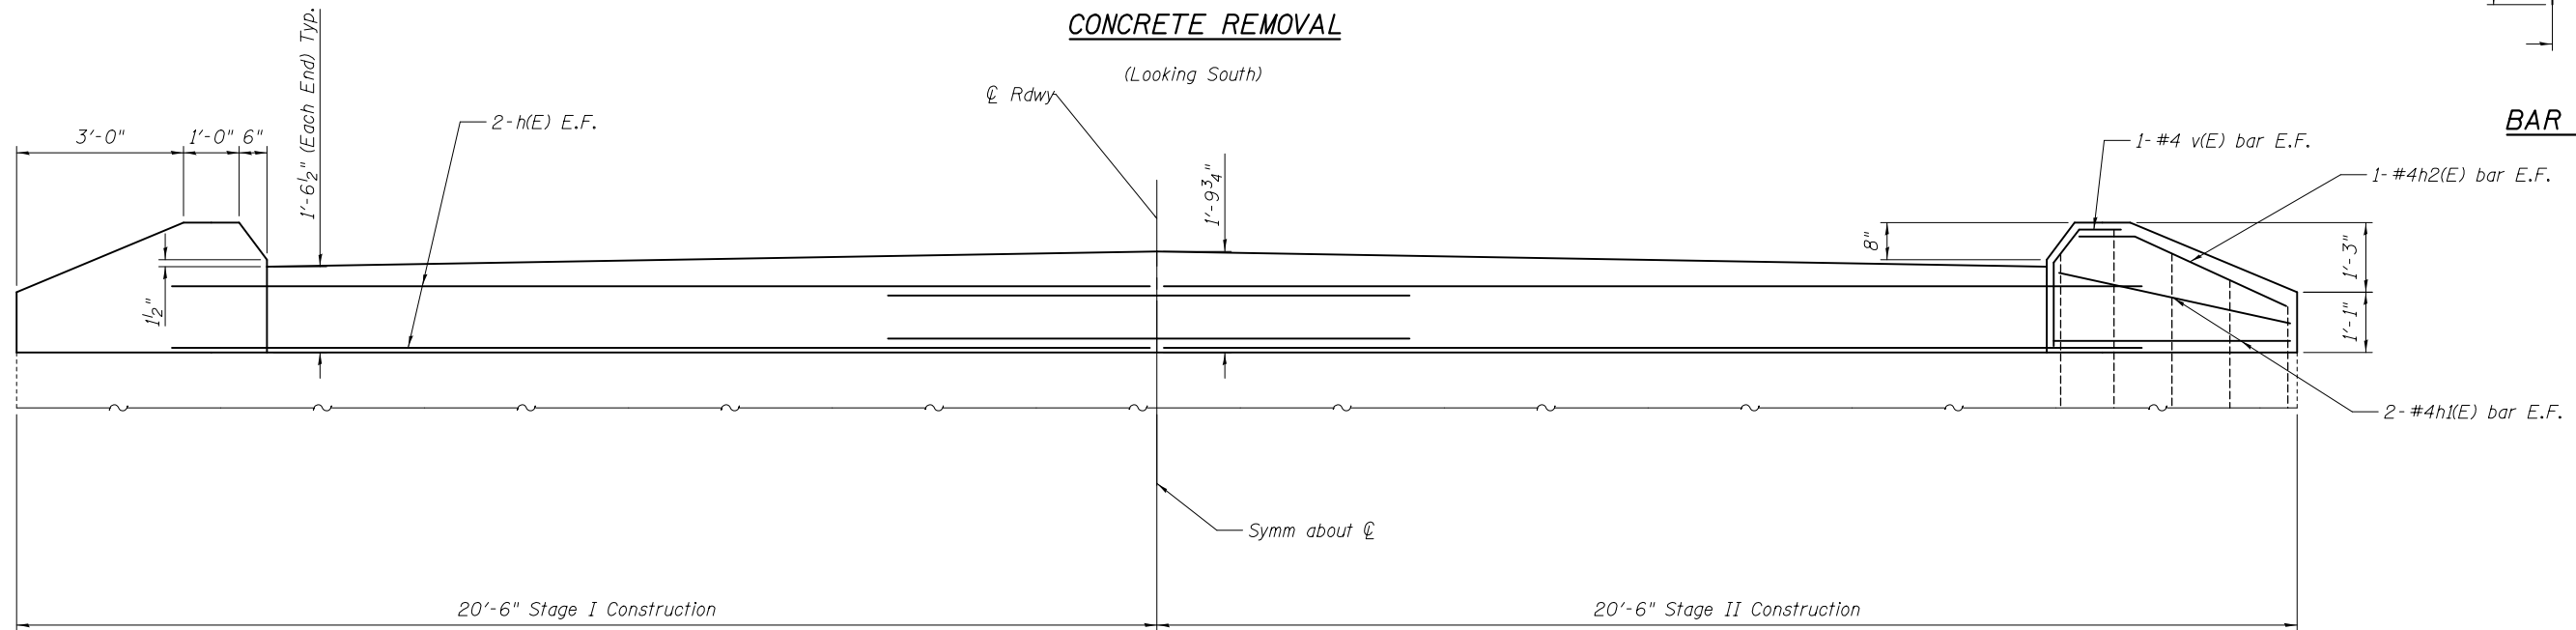 CONCRETE REMOVAL
(Looking South)
℄ Rdwy
1'-6½" (Each End) Typ.
2-h(E) E.F.
3'-0"
1'-0"
6"
1½"
1'-9¾"
BAR
1-#4 v(E) bar E.F.
1-#4h2(E) bar E.F.
8"
1'-3"
1'-1"
2-#4h1(E) bar E.F.
Symm about ℄
20'-6" Stage I Construction
20'-6" Stage II Construction